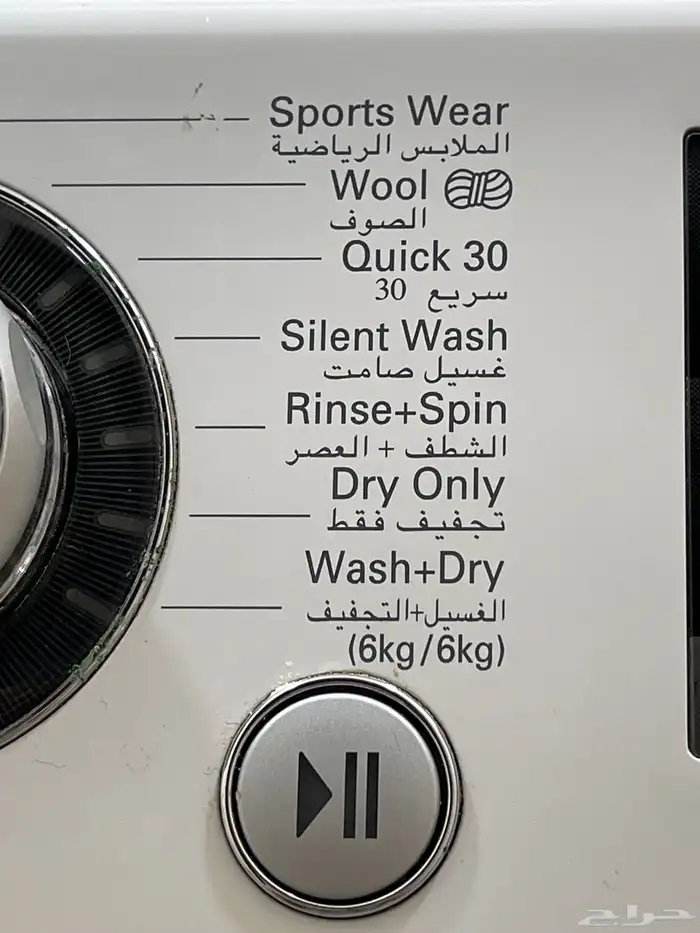 Sports Wear
الملابس الرياضية
Wool
الصوف
Quick 30
سريع 30
Silent Wash
غسيل صامت
Rinse+Spin
الشطف + العصر
Dry Only
تجفيف فقط
Wash+Dry
الغسيل+التجفيف
(6kg/6kg)
حراج